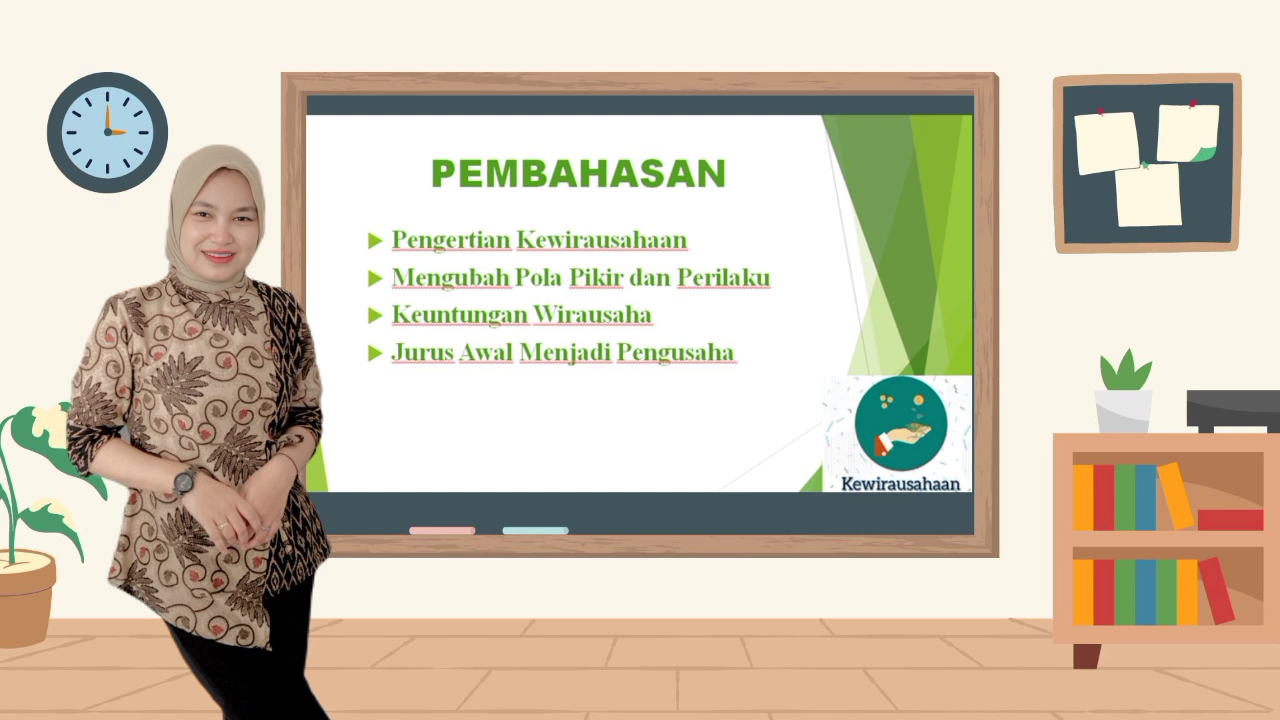 PEMBAHASAN
Pengertian Kewirausahaan
Mengubah Pola Pikir dan Perilaku
Keuntungan Wirausaha
Jurus Awal Menjadi Pengusaha
Kewirausahaan